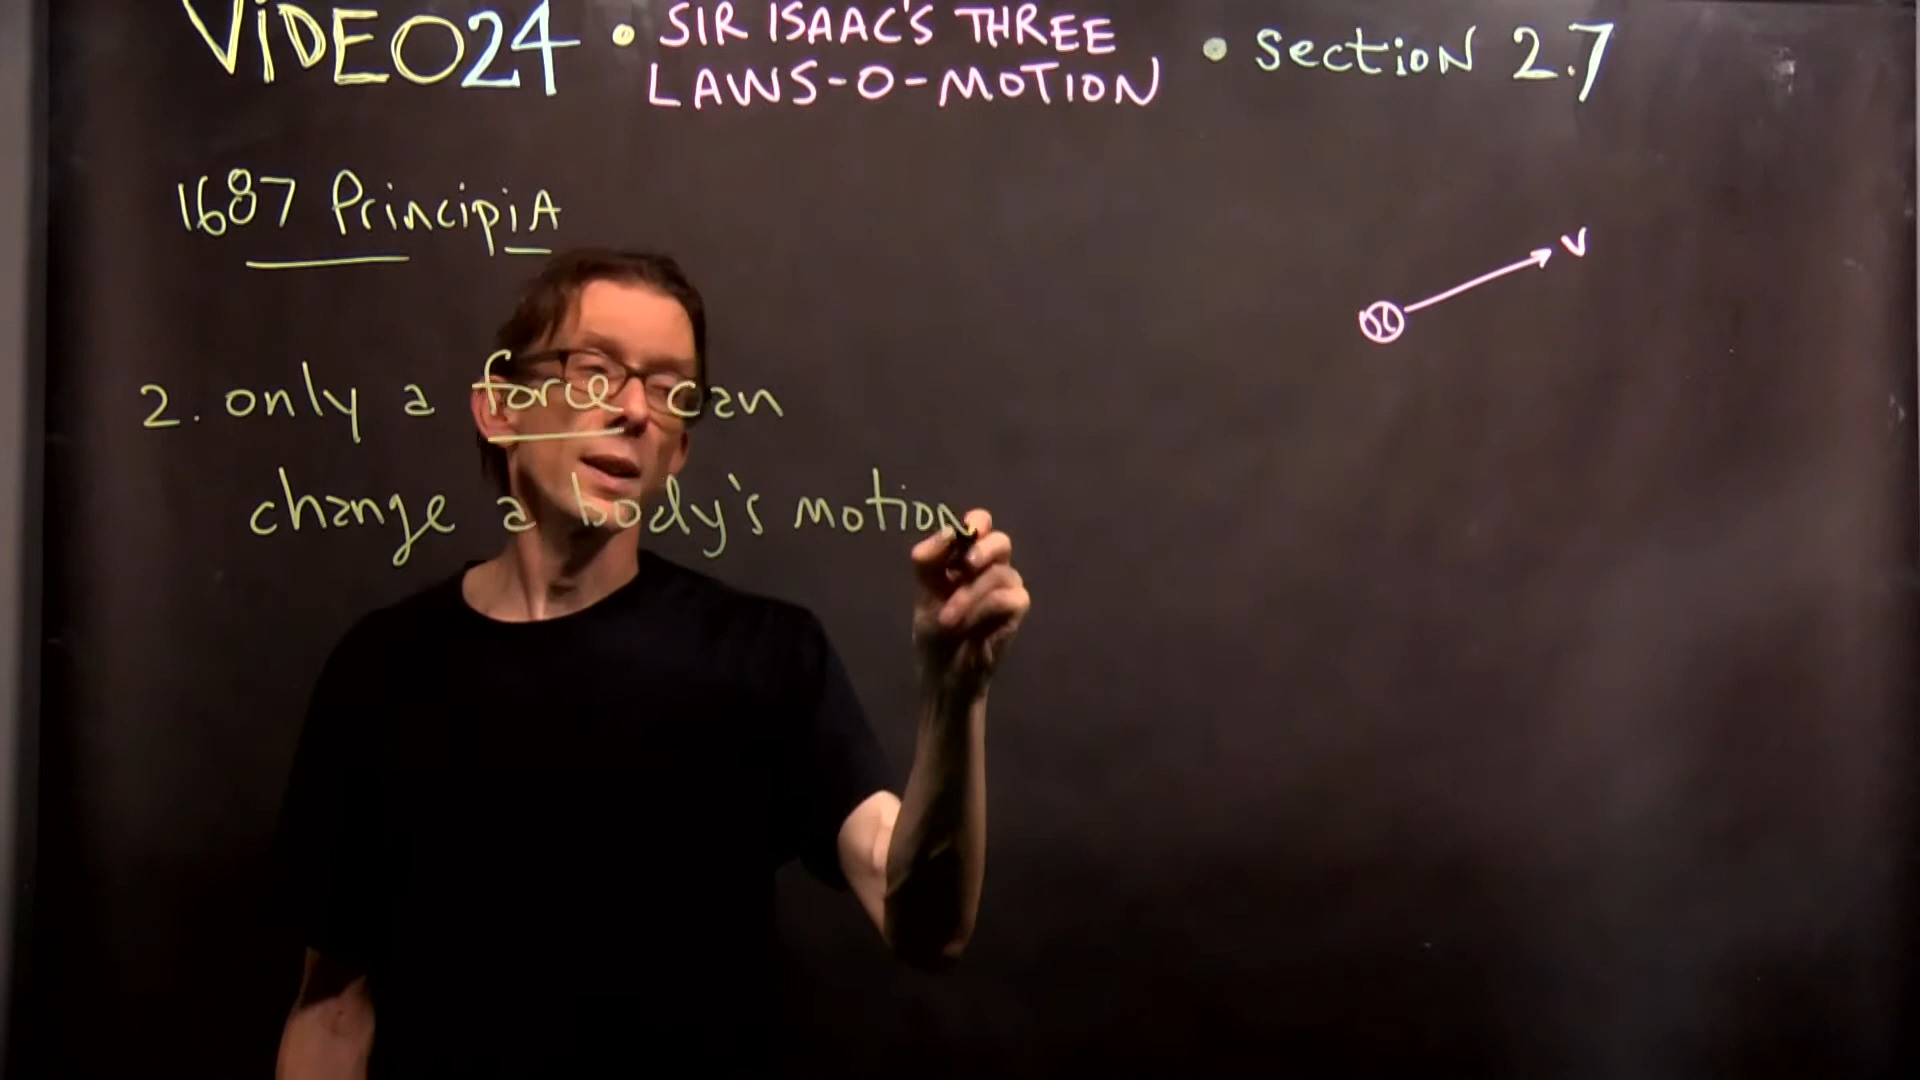 VIDEO24 • SIR ISAAC'S THREE LAWS-O-MOTION • SECTION 2.7
1687 PrincipiA
V
2. only a force can
change a body's motion